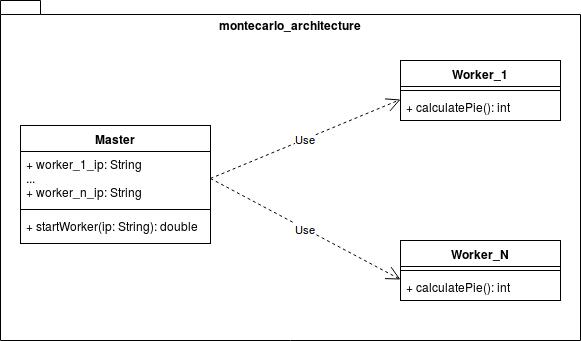 montecarlo_architecture
Worker_1
+ calculatePie(): int
Master
+ worker_1_ip: String
...
+ worker_n_ip: String
+ startWorker(ip: String): double
Use
Use
Worker_N
+ calculatePie(): int